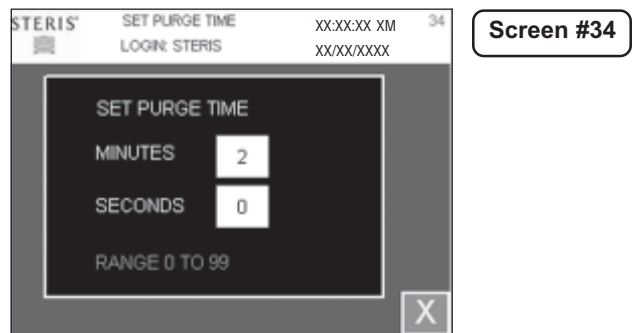 STERIS® SET PURGE TIME XX:XX:XX XM 34
LOGIN: STERIS XX/XX/XXXX
Screen #34
SET PURGE TIME
MINUTES 2
SECONDS 0
RANGE 0 TO 99
X